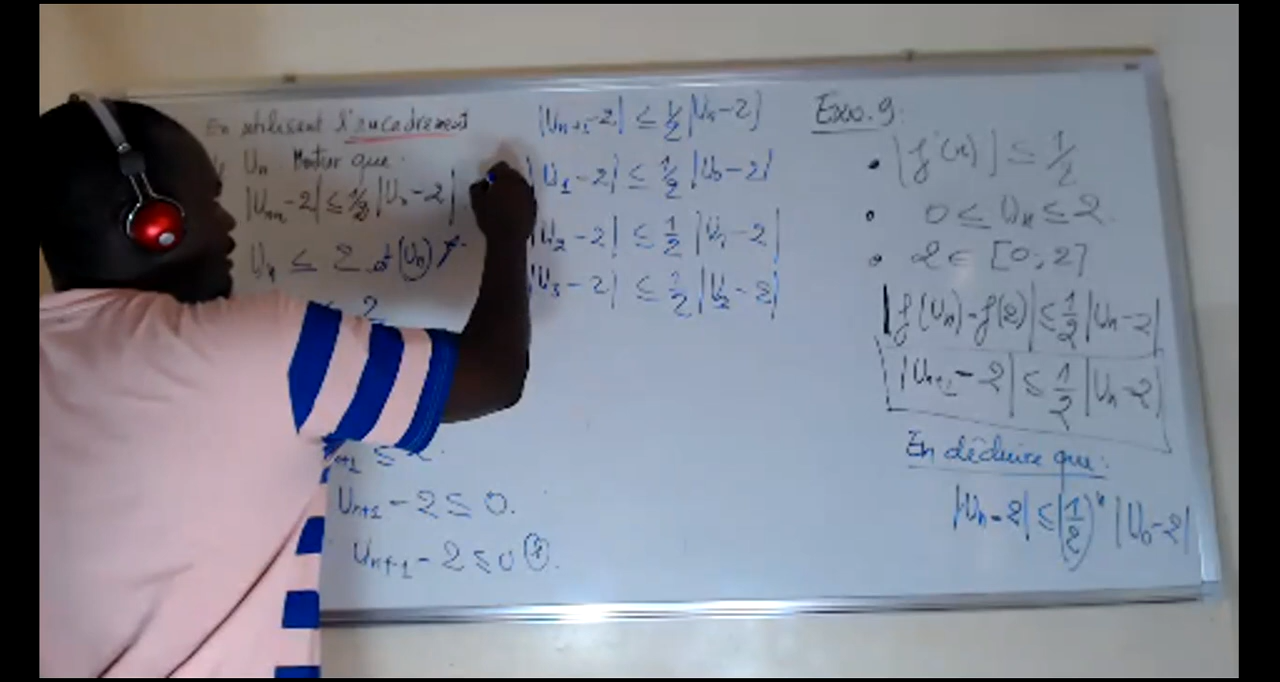 En utilisant l'encadrement
Un Montrer que
|Un+1 - 2| ≤ 1/2 |Un - 2|
Un ≤ 2 et (Un)
≤ 2
n+1 ≤ 2
Un+1 - 2 ≤ 0.
Un+1 - 2 ≤ 0
|Un+1 - 2| ≤ 1/2 |Un - 2|
|U1 - 2| ≤ 1/2 |U0 - 2|
|U2 - 2| ≤ 1/2 |U1 - 2|
|U3 - 2| ≤ 1/2 |U2 - 2|
Exo.9.
• |f'(x)| ≤ 1/2
• 0 ≤ Un ≤ 2.
• 2 ∈ [0; 2]
|f(Un) - f(2)| ≤ 1/2 |Un - 2|
|Un+1 - 2| ≤ 1/2 |Un - 2|
En déduire que:
|Un - 2| ≤ (1/2)^n |U0 - 2|